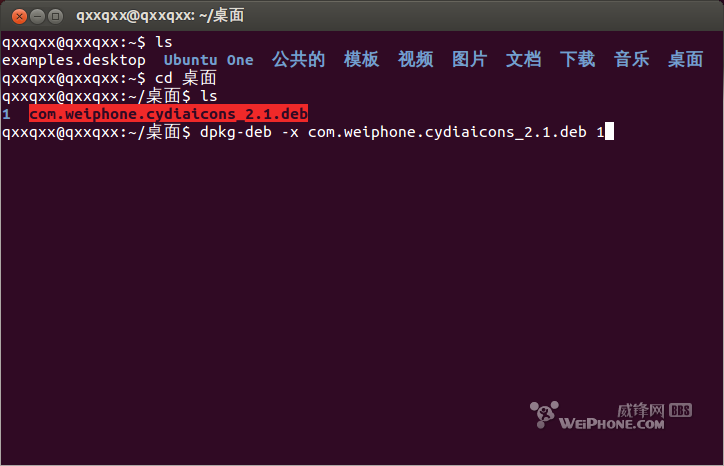 qxxqxx@qxxqxx: ~/桌面
qxxqxx@qxxqxx:~$ ls
examples.desktop  Ubuntu One  公共的  模板  视频  图片  文档  下载  音乐  桌面
qxxqxx@qxxqxx:~$ cd 桌面
qxxqxx@qxxqxx:~/桌面$ ls
1  com.weiphone.cydiaicons_2.1.deb
qxxqxx@qxxqxx:~/桌面$ dpkg-deb -x com.weiphone.cydiaicons_2.1.deb 1
威锋网 BBS
WEIPHONE.COM